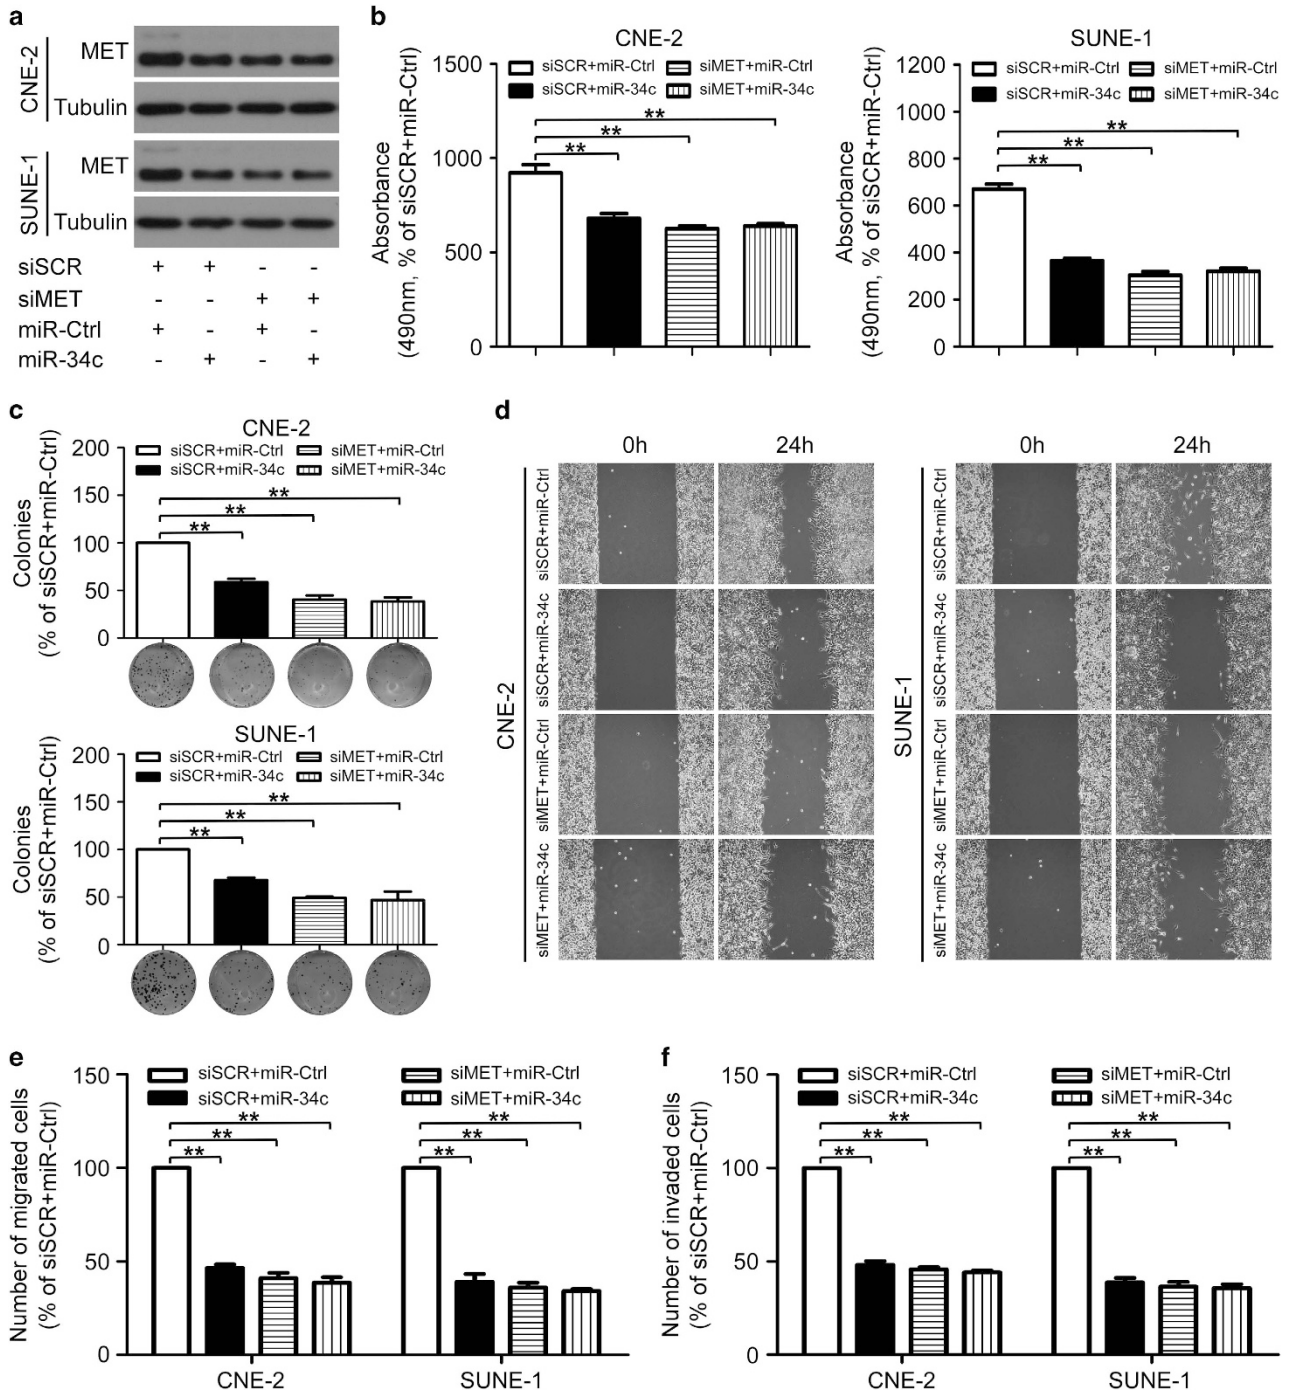 a
CNE-2
MET
Tubulin
SUNE-1
MET
Tubulin
siSCR + + - -
siMET - - + +
miR-Ctrl + - + -
miR-34c - + - +
b
CNE-2
siSCR+miR-Ctrl siMET+miR-Ctrl
siSCR+miR-34c siMET+miR-34c
Absorbance
(490nm, % of siSCR+miR-Ctrl)
1500
1000
500
0
**
**
**
SUNE-1
siSCR+miR-Ctrl siMET+miR-Ctrl
siSCR+miR-34c siMET+miR-34c
Absorbance
(490nm, % of siSCR+miR-Ctrl)
1200
1000
800
600
400
200
0
**
**
**
c
CNE-2
siSCR+miR-Ctrl siMET+miR-Ctrl
siSCR+miR-34c siMET+miR-34c
Colonies
(% of siSCR+miR-Ctrl)
200
150
100
50
0
**
**
**
SUNE-1
siSCR+miR-Ctrl siMET+miR-Ctrl
siSCR+miR-34c siMET+miR-34c
Colonies
(% of siSCR+miR-Ctrl)
200
150
100
50
0
**
**
**
d
0h 24h
CNE-2
siSCR+miR-Ctrl
siSCR+miR-34c
siMET+miR-Ctrl
siMET+miR-34c
0h 24h
SUNE-1
siSCR+miR-Ctrl
siSCR+miR-34c
siMET+miR-Ctrl
siMET+miR-34c
e
siSCR+miR-Ctrl siMET+miR-Ctrl
siSCR+miR-34c siMET+miR-34c
Number of migrated cells
(% of siSCR+miR-Ctrl)
150
100
50
0
** **
** **
** **
CNE-2 SUNE-1
f
siSCR+miR-Ctrl siMET+miR-Ctrl
siSCR+miR-34c siMET+miR-34c
Number of invaded cells
(% of siSCR+miR-Ctrl)
150
100
50
0
** **
** **
** **
CNE-2 SUNE-1